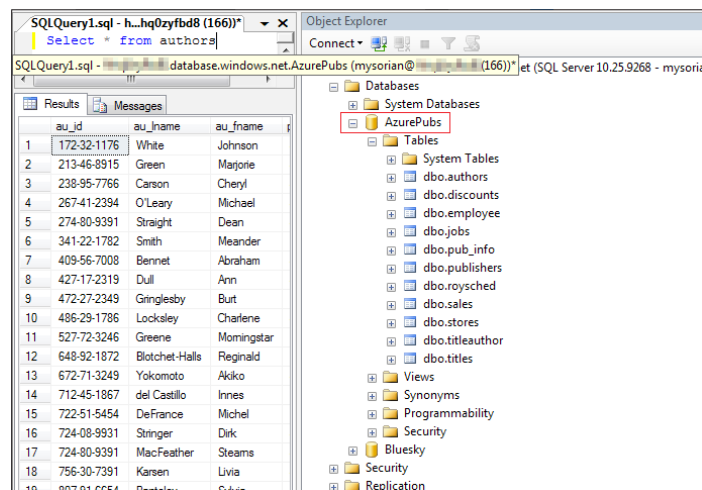 SQLQuery1.sql - h...hq0zyfbd8 (166))*
Select * from authors
SQLQuery1.sql - database.windows.net.AzurePubs (mysorian@ (166))*
Results Messages
au_id au_lname au_fname
1 172-32-1176 White Johnson
2 213-46-8915 Green Marjorie
3 238-95-7766 Carson Cheryl
4 267-41-2394 O'Leary Michael
5 274-80-9391 Straight Dean
6 341-22-1782 Smith Meander
7 409-56-7008 Bennet Abraham
8 427-17-2319 Dull Ann
9 472-27-2349 Gringlesby Burt
10 486-29-1786 Locksley Charlene
11 527-72-3246 Greene Morningstar
12 648-92-1872 Blotchet-Halls Reginald
13 672-71-3249 Yokomoto Akiko
14 712-45-1867 del Castillo Innes
15 722-51-5454 DeFrance Michel
16 724-08-9931 Stringer Dirk
17 724-80-9391 MacFeather Stearns
18 756-30-7391 Karsen Livia
Object Explorer
Connect
et (SQL Server 10.25.9268 - mysoria
Databases
System Databases
AzurePubs
Tables
System Tables
dbo.authors
dbo.discounts
dbo.employee
dbo.jobs
dbo.pub_info
dbo.publishers
dbo.roysched
dbo.sales
dbo.stores
dbo.titleauthor
dbo.titles
Views
Synonyms
Programmability
Security
Bluesky
Security
Replication